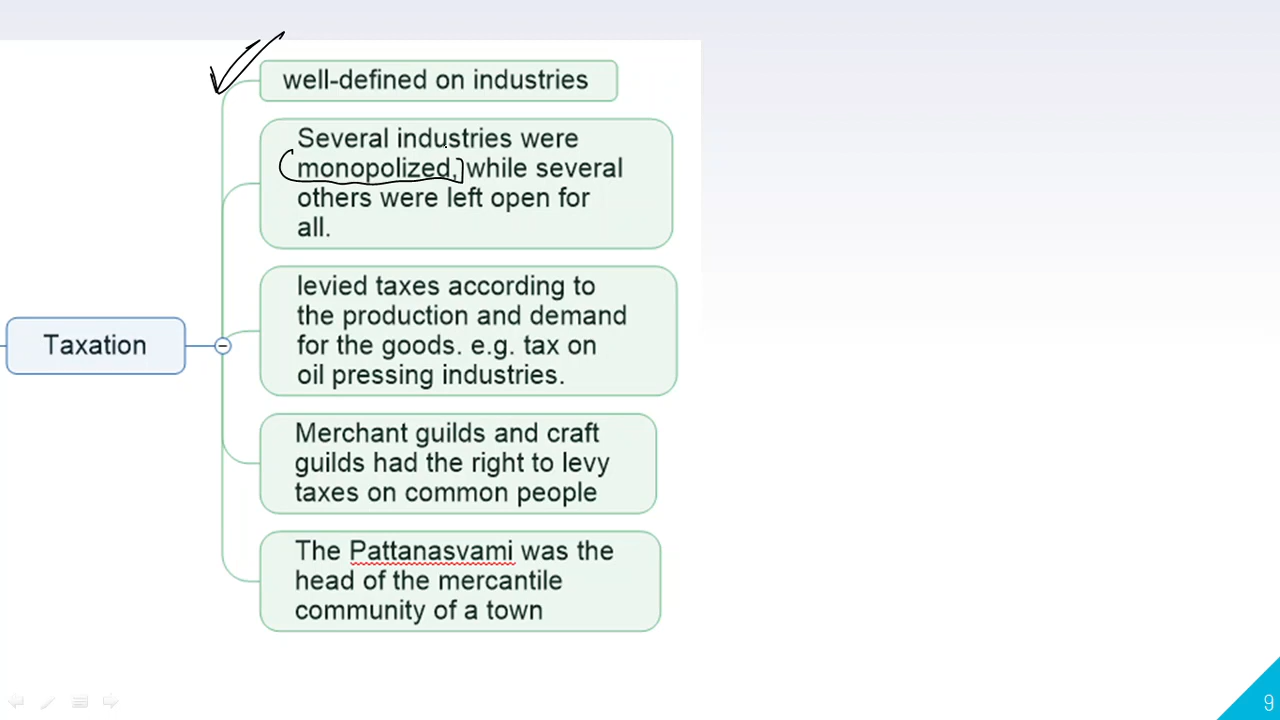 well-defined on industries
Several industries were
monopolized, while several
others were left open for
all.
levied taxes according to
the production and demand
for the goods. e.g. tax on
oil pressing industries.
Taxation
Merchant guilds and craft
guilds had the right to levy
taxes on common people
The Pattanasvami was the
head of the mercantile
community of a town
9